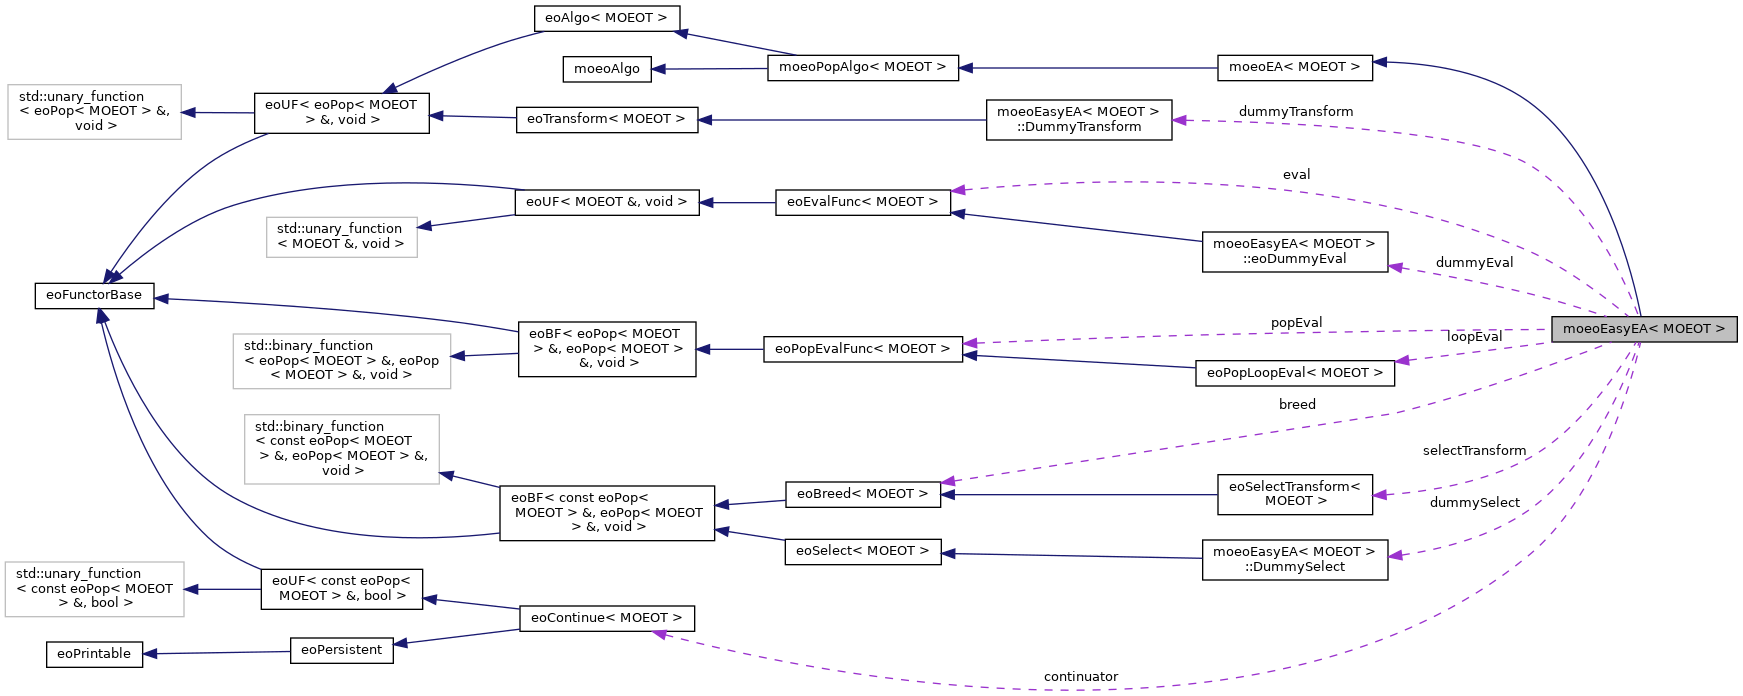 eoAlgo< MOEOT >
moeoAlgo
moeoPopAlgo< MOEOT >
moeoEA< MOEOT >
std::unary_function
< eoPop< MOEOT > &,
void >
eoUF< eoPop< MOEOT
> &, void >
eoTransform< MOEOT >
moeoEasyEA< MOEOT >
::DummyTransform
dummyTransform
eval
eoUF< MOEOT &, void >
eoEvalFunc< MOEOT >
std::unary_function
< MOEOT &, void >
moeoEasyEA< MOEOT >
::eoDummyEval
dummyEval
eoFunctorBase
moeoEasyEA< MOEOT >
popEval
loopEval
eoBF< eoPop< MOEOT
> &, eoPop< MOEOT >
&, void >
std::binary_function
< eoPop< MOEOT > &, eoPop
< MOEOT > &, void >
eoPopEvalFunc< MOEOT >
eoPopLoopEval< MOEOT >
breed
std::binary_function
< const eoPop< MOEOT
> &, eoPop< MOEOT > &,
void >
selectTransform
eoBF< const eoPop<
MOEOT > &, eoPop< MOEOT
> &, void >
eoBreed< MOEOT >
eoSelectTransform<
MOEOT >
dummySelect
eoSelect< MOEOT >
moeoEasyEA< MOEOT >
::DummySelect
std::unary_function
< const eoPop< MOEOT
> &, bool >
eoUF< const eoPop<
MOEOT > &, bool >
eoContinue< MOEOT >
eoPrintable
eoPersistent
continuator